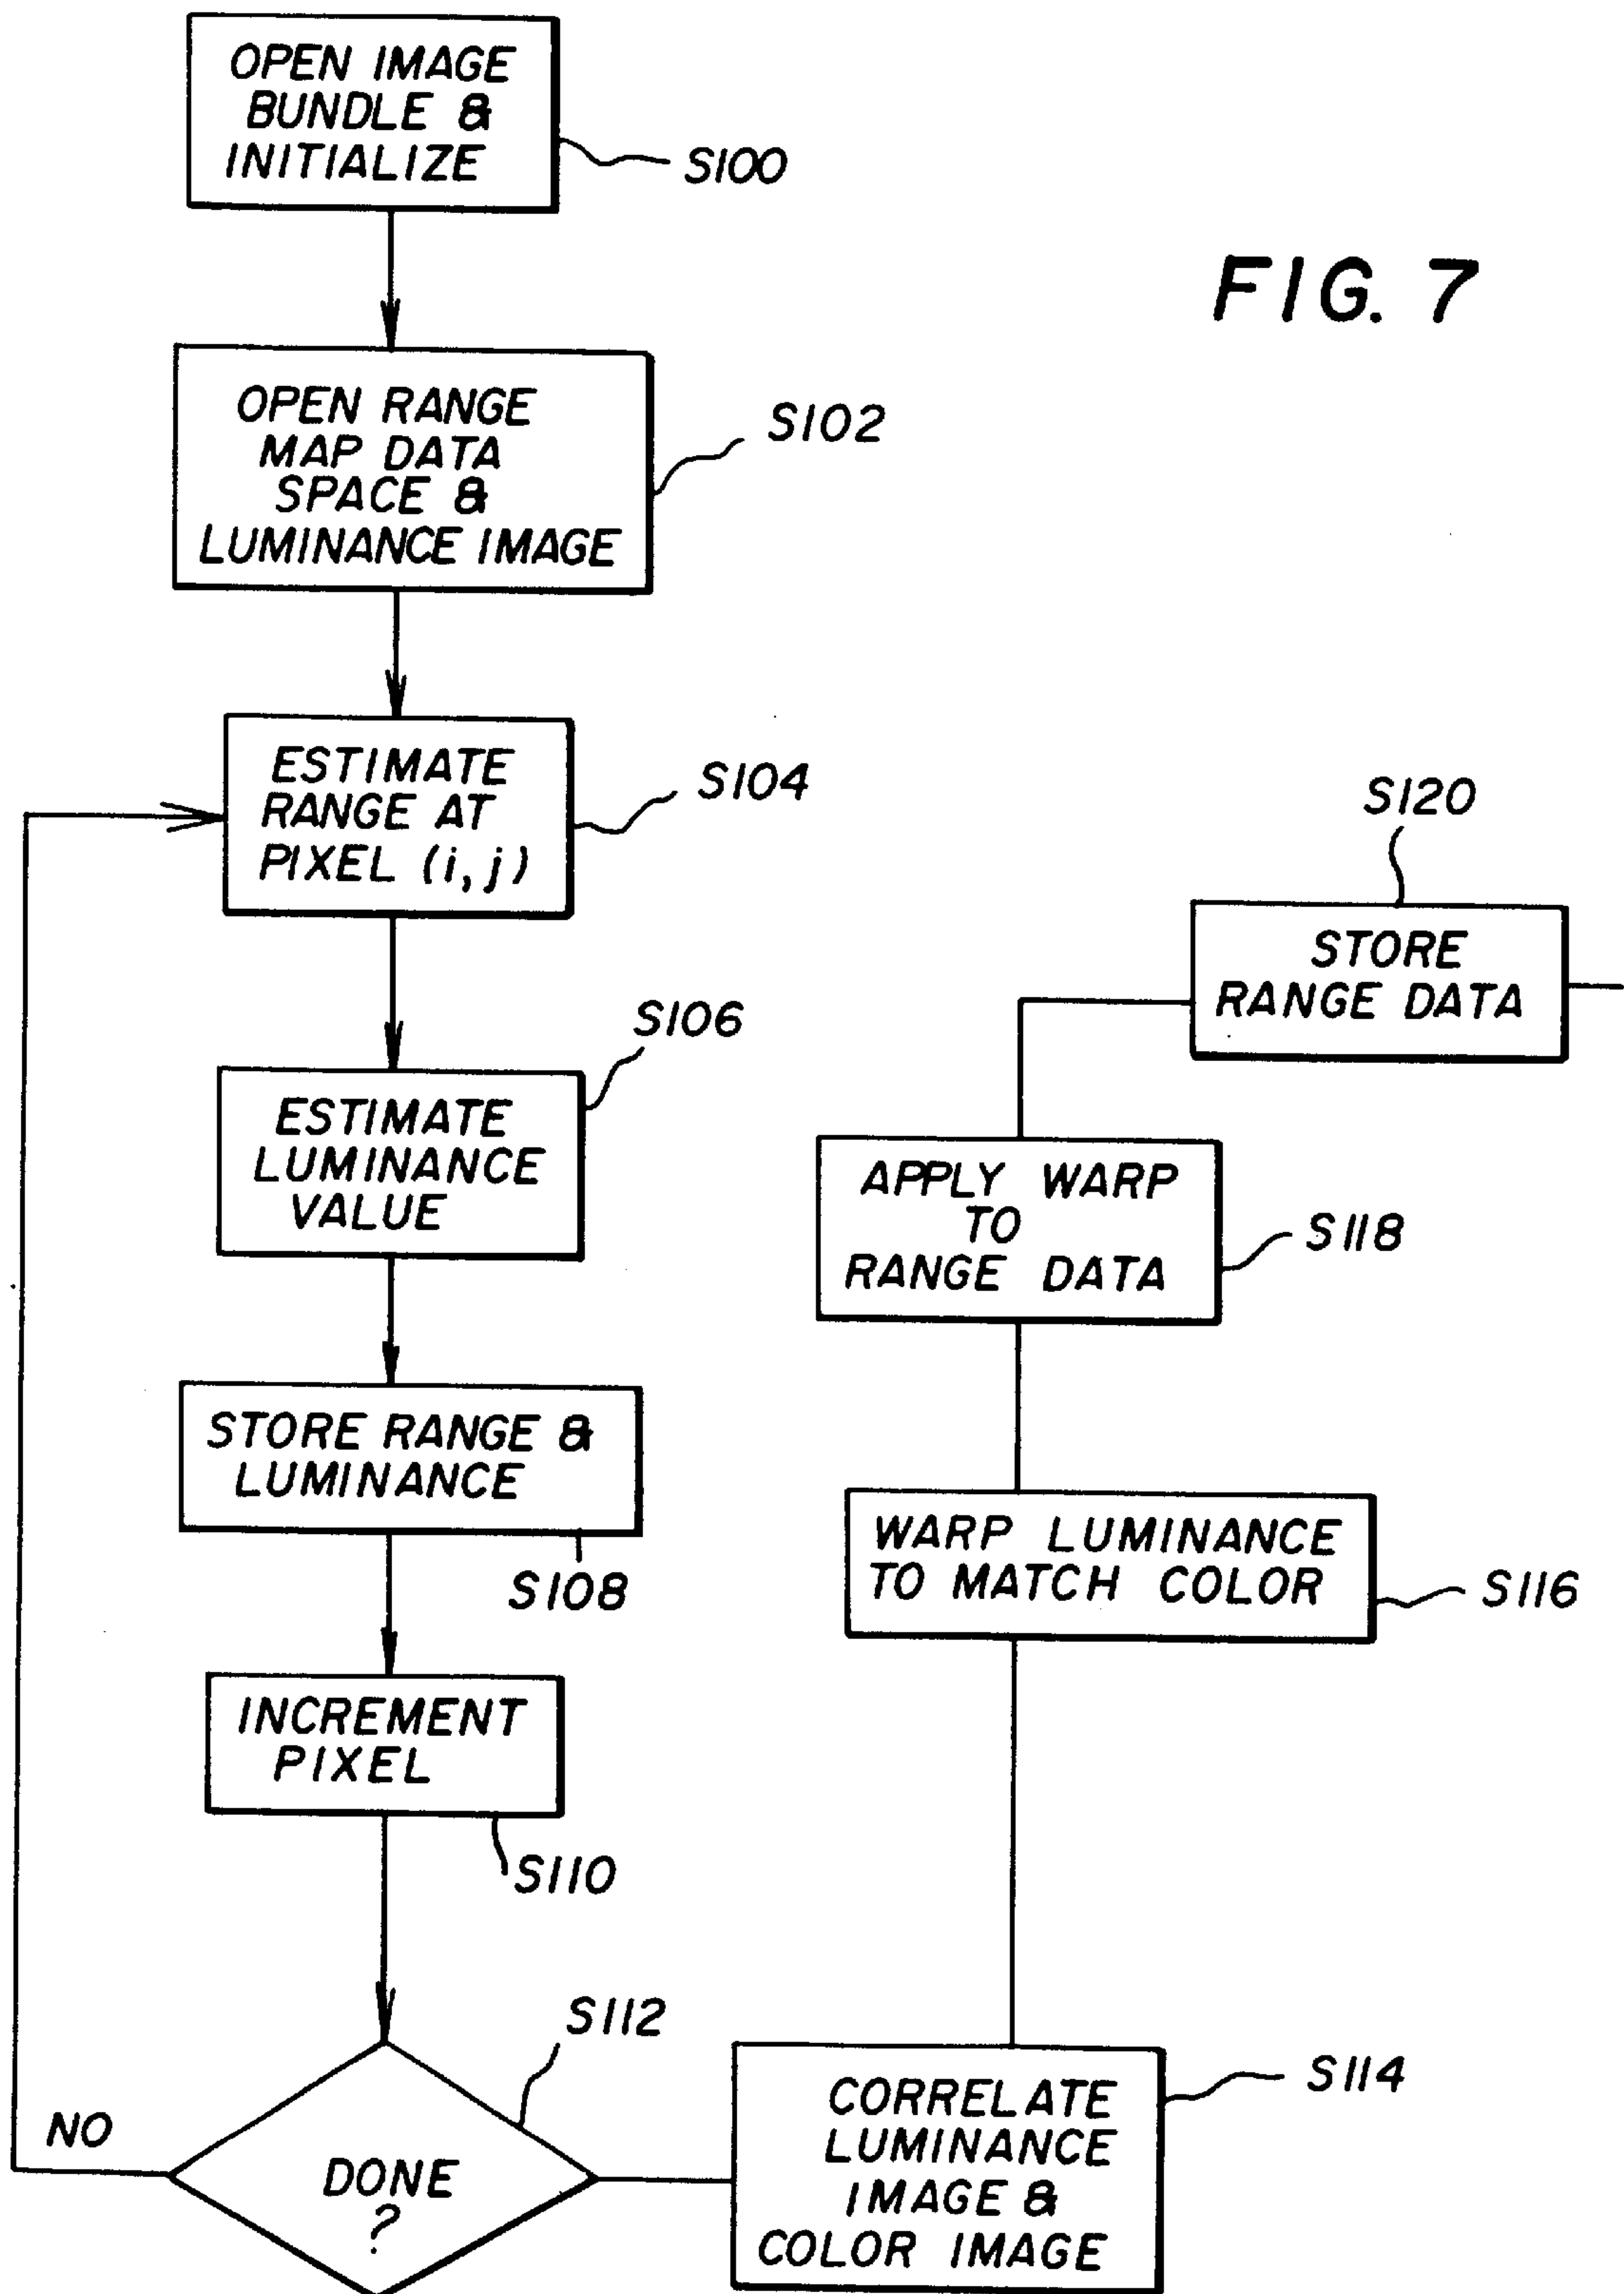 OPEN IMAGE
BUNDLE &
INITIALIZE
S100
FIG. 7
OPEN RANGE
MAP DATA
SPACE &
LUMINANCE IMAGE
S102
ESTIMATE
RANGE AT
PIXEL (i, j)
S104
ESTIMATE
LUMINANCE
VALUE
S106
STORE RANGE &
LUMINANCE
S108
INCREMENT
PIXEL
S110
DONE
?
S112
NO
CORRELATE
LUMINANCE
IMAGE &
COLOR IMAGE
S114
WARP LUMINANCE
TO MATCH COLOR
S116
APPLY WARP
TO
RANGE DATA
S118
STORE
RANGE DATA
S120